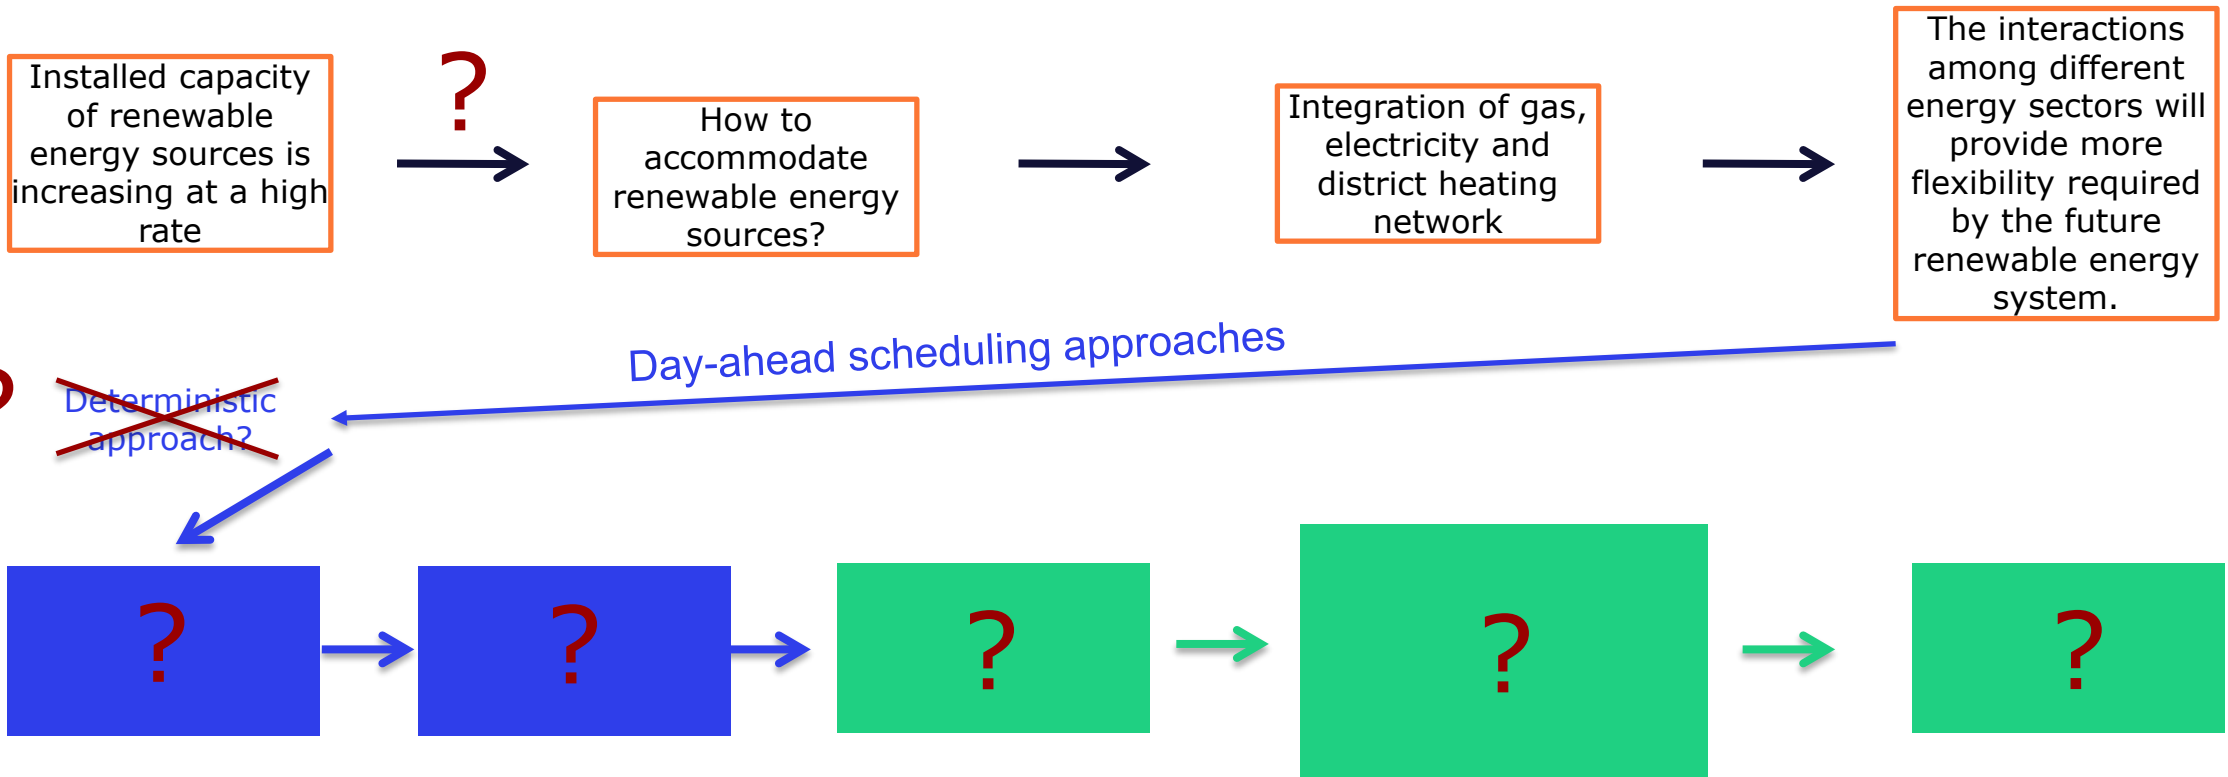 Installed capacity
of renewable
energy sources is
increasing at a high
rate
?
How to
accommodate
renewable energy
sources?
Integration of gas,
electricity and
district heating
network
The interactions
among different
energy sectors will
provide more
flexibility required
by the future
renewable energy
system.
Day-ahead scheduling approaches
?
Deterministic
approach?
?
?
?
?
?